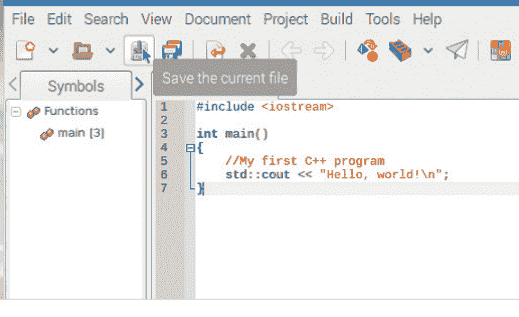 File Edit Search View Document Project Build Tools Help
Symbols
Save the current file
Functions
main [3]
1 #include <iostream>
2
3 int main()
4 {
5 //My first C++ program
6 std::cout << "Hello, world!\n";
7 }